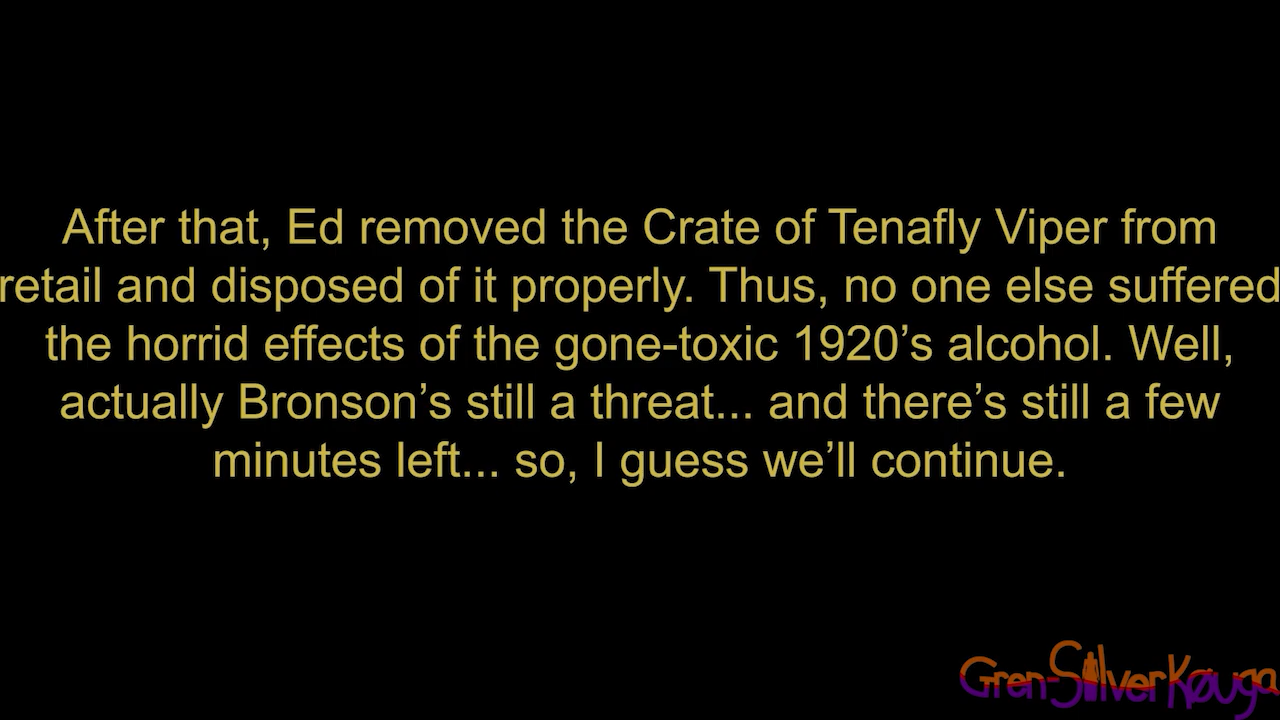 After that, Ed removed the Crate of Tenafly Viper from
retail and disposed of it properly. Thus, no one else suffered
the horrid effects of the gone-toxic 1920’s alcohol. Well,
actually Bronson’s still a threat... and there’s still a few
minutes left... so, I guess we’ll continue.
Gren-SilverKouga